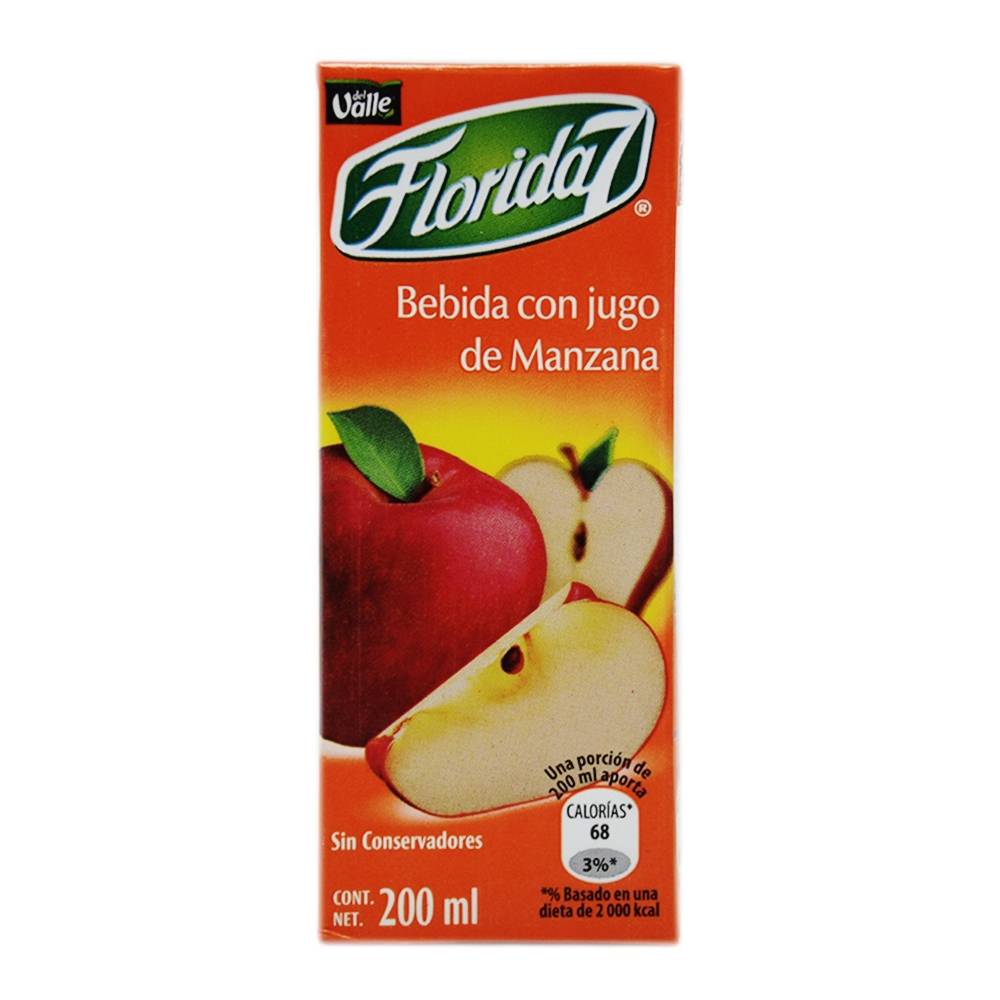 del
Valle
Florida7
®
Bebida con jugo
de Manzana
Una porción de
200 ml aporta
CALORÍAS*
68
3%*
*% Basado en una
dieta de 2 000 kcal
Sin Conservadores
CONT.
NET. 200 ml